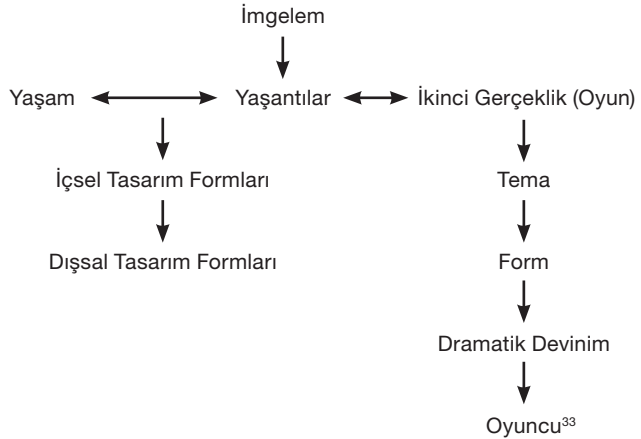 İmgelem
Yaşam Yaşantılar İkinci Gerçeklik (Oyun)
İçsel Tasarım Formları Tema
Dışsal Tasarım Formları Form
Dramatik Devinim
Oyuncu³³